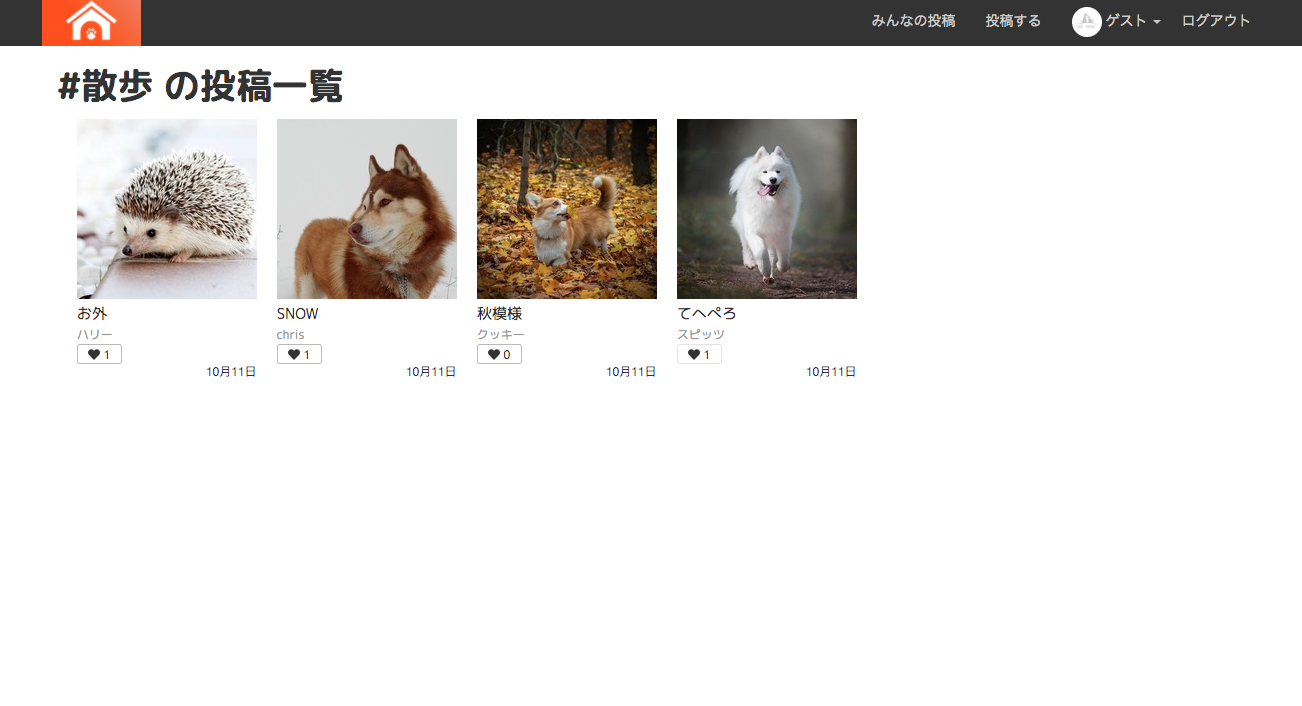 みんなの投稿 投稿する ゲスト ログアウト
#散歩 の投稿一覧
お外
ハリー
1
10月11日
SNOW
chris
1
10月11日
秋模様
クッキー
0
10月11日
てへぺろ
スピッツ
1
10月11日